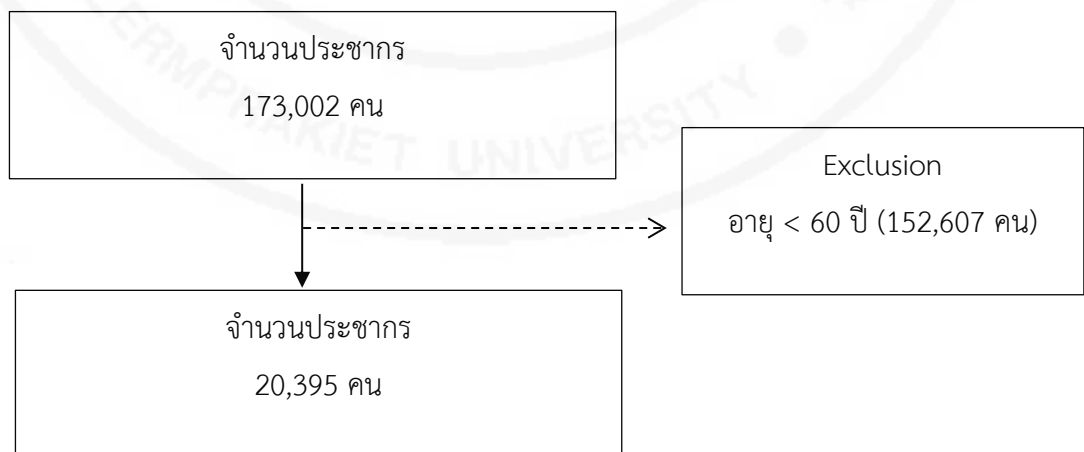 จำนวนประชากร
173,002 คน
ERMPRAKIET UNIVERSITY
Exclusion
อายุ < 60 ปี (152,607 คน)
จำนวนประชากร
20,395 คน